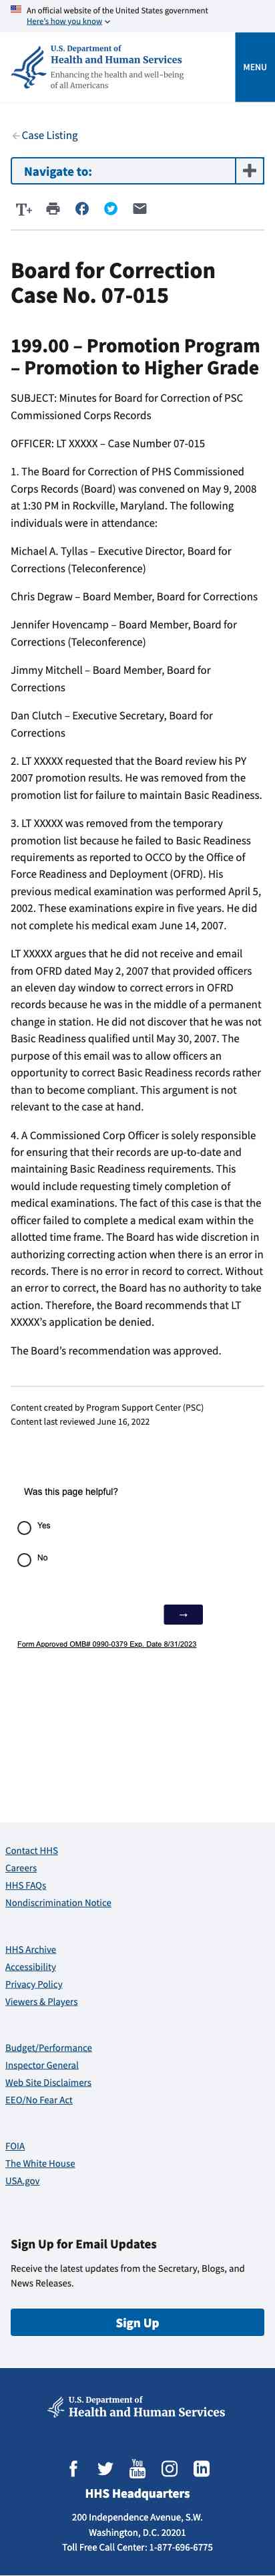 An official website of the United States government
Here's how you know
U.S. Department of
Health and Human Services
Enhancing the health and well-being
of all Americans
MENU
Case Listing
Navigate to:
T+
Board for Correction
Case No. 07-015
199.00 – Promotion Program
– Promotion to Higher Grade
SUBJECT: Minutes for Board for Correction of PSC
Commissioned Corps Records
OFFICER: LT XXXXX – Case Number 07-015
1. The Board for Correction of PHS Commissioned
Corps Records (Board) was convened on May 9, 2008
at 1:30 PM in Rockville, Maryland. The following
individuals were in attendance:
Michael A. Tyllas – Executive Director, Board for
Corrections (Teleconference)
Chris Degraw – Board Member, Board for Corrections
Jennifer Hovencamp – Board Member, Board for
Corrections (Teleconference)
Jimmy Mitchell – Board Member, Board for
Corrections
Dan Clutch – Executive Secretary, Board for
Corrections
2. LT XXXXX requested that the Board review his PY
2007 promotion results. He was removed from the
promotion list for failure to maintain Basic Readiness.
3. LT XXXXX was removed from the temporary
promotion list because he failed to Basic Readiness
requirements as reported to OCCO by the Office of
Force Readiness and Deployment (OFRD). His
previous medical examination was performed April 5,
2002. These examinations expire in five years. He did
not complete his medical exam June 14, 2007.
LT XXXXX argues that he did not receive and email
from OFRD dated May 2, 2007 that provided officers
an eleven day window to correct errors in OFRD
records because he was in the middle of a permanent
change in station. He did not discover that he was not
Basic Readiness qualified until May 30, 2007. The
purpose of this email was to allow officers an
opportunity to correct Basic Readiness records rather
than to become compliant. This argument is not
relevant to the case at hand.
4. A Commissioned Corp Officer is solely responsible
for ensuring that their records are up-to-date and
maintaining Basic Readiness requirements. This
would include requesting timely completion of
medical examinations. The fact of this case is that the
officer failed to complete a medical exam within the
allotted time frame. The Board has wide discretion in
authorizing correcting action when there is an error in
records. There is no error in record to correct. Without
an error to correct, the Board has no authority to take
action. Therefore, the Board recommends that LT
XXXXX's application be denied.
The Board's recommendation was approved.
Content created by Program Support Center (PSC)
Content last reviewed June 16, 2022
Was this page helpful?
Yes
No
→
Form Approved OMB# 0990-0379 Exp. Date 8/31/2023
Contact HHS
Careers
HHS FAQs
Nondiscrimination Notice
HHS Archive
Accessibility
Privacy Policy
Viewers & Players
Budget/Performance
Inspector General
Web Site Disclaimers
EEO/No Fear Act
FOIA
The White House
USA.gov
Sign Up for Email Updates
Receive the latest updates from the Secretary, Blogs, and
News Releases.
Sign Up
U.S. Department of
Health and Human Services
You
Tube
HHS Headquarters
200 Independence Avenue, S.W.
Washington, D.C. 20201
Toll Free Call Center: 1-877-696-6775